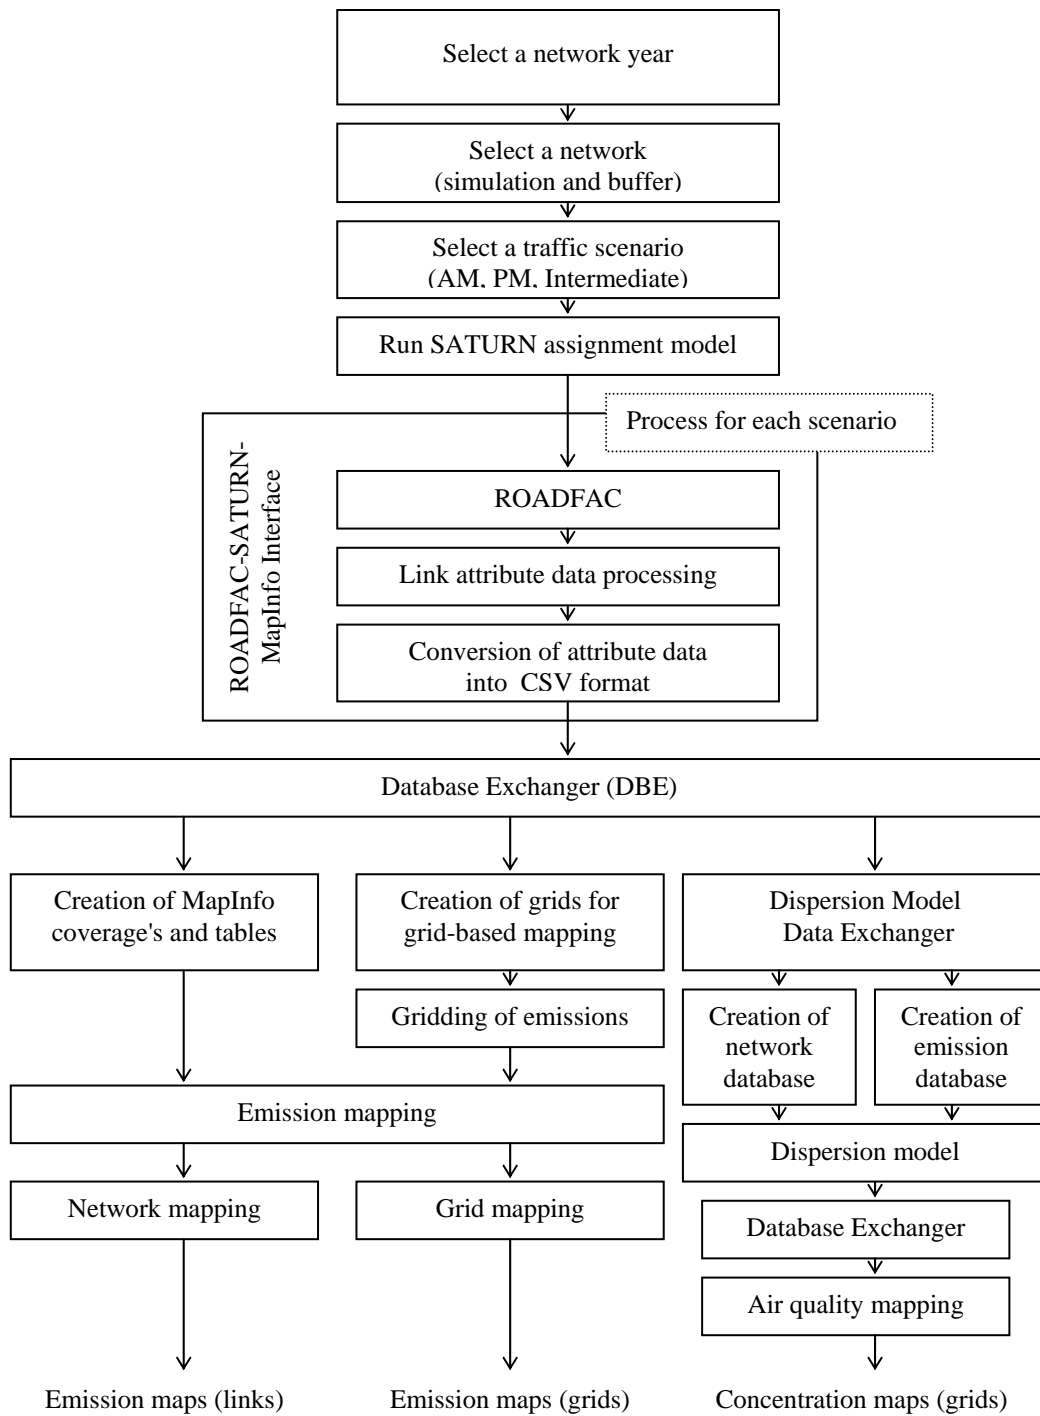 Select a network year
Select a network
(simulation and buffer)
Select a traffic scenario
(AM, PM, Intermediate)
Run SATURN assignment model
Process for each scenario
ROADFAC-SATURN-
MapInfo Interface
ROADFAC
Link attribute data processing
Conversion of attribute data
into CSV format
Database Exchanger (DBE)
Creation of MapInfo
coverage's and tables
Creation of grids for
grid-based mapping
Dispersion Model
Data Exchanger
Gridding of emissions
Creation of
network
database
Creation of
emission
database
Emission mapping
Dispersion model
Network mapping
Grid mapping
Database Exchanger
Air quality mapping
Emission maps (links)
Emission maps (grids)
Concentration maps (grids)